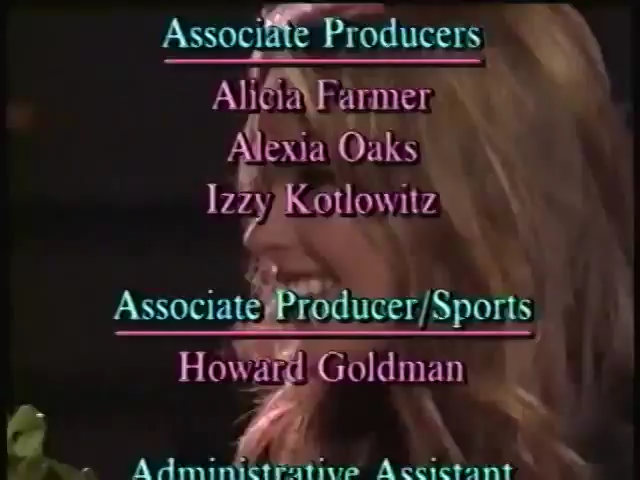 Associate Producers
Alicia Farmer
Alexia Oaks
Izzy Kotlowitz
Associate Producer/Sports
Howard Goldman
Administrative Assistant